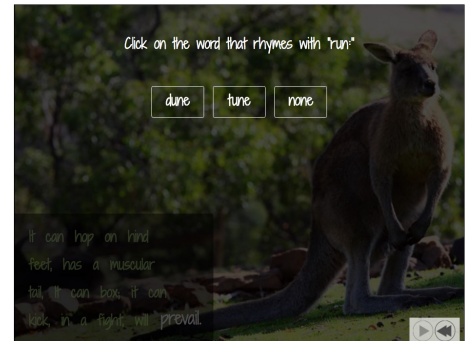 Click on the word that rhymes with "run:"
dune tune none
It can hop on hind
feet, has a muscular
tail, It can box, it can
kick, in a fight, will prevail.